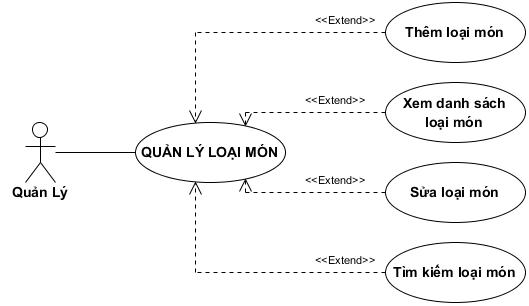 <<Extend>>
Thêm loại món
<<Extend>>
Xem danh sách
loại món
QUẢN LÝ LOẠI MÓN
Quản Lý
<<Extend>>
Sửa loại món
<<Extend>>
Tìm kiếm loại món